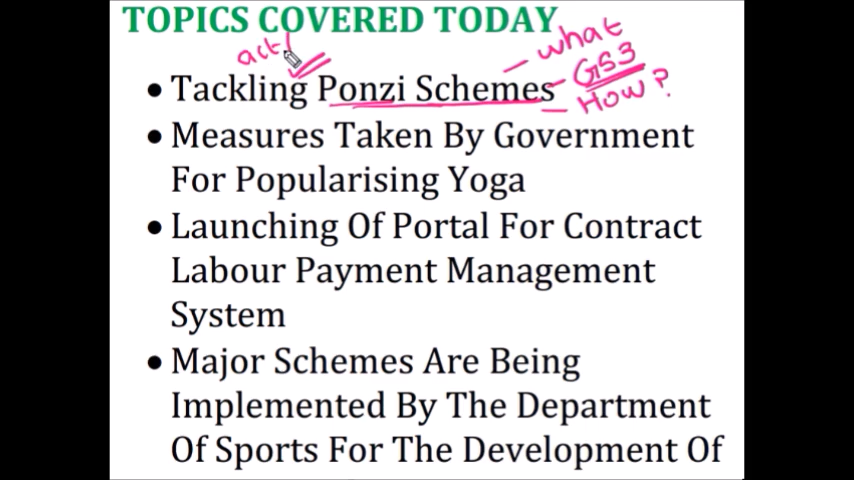 TOPICS COVERED TODAY
act
what
• Tackling Ponzi Schemes
GS3
How?
• Measures Taken By Government
For Popularising Yoga
• Launching Of Portal For Contract
Labour Payment Management
System
• Major Schemes Are Being
Implemented By The Department
Of Sports For The Development Of